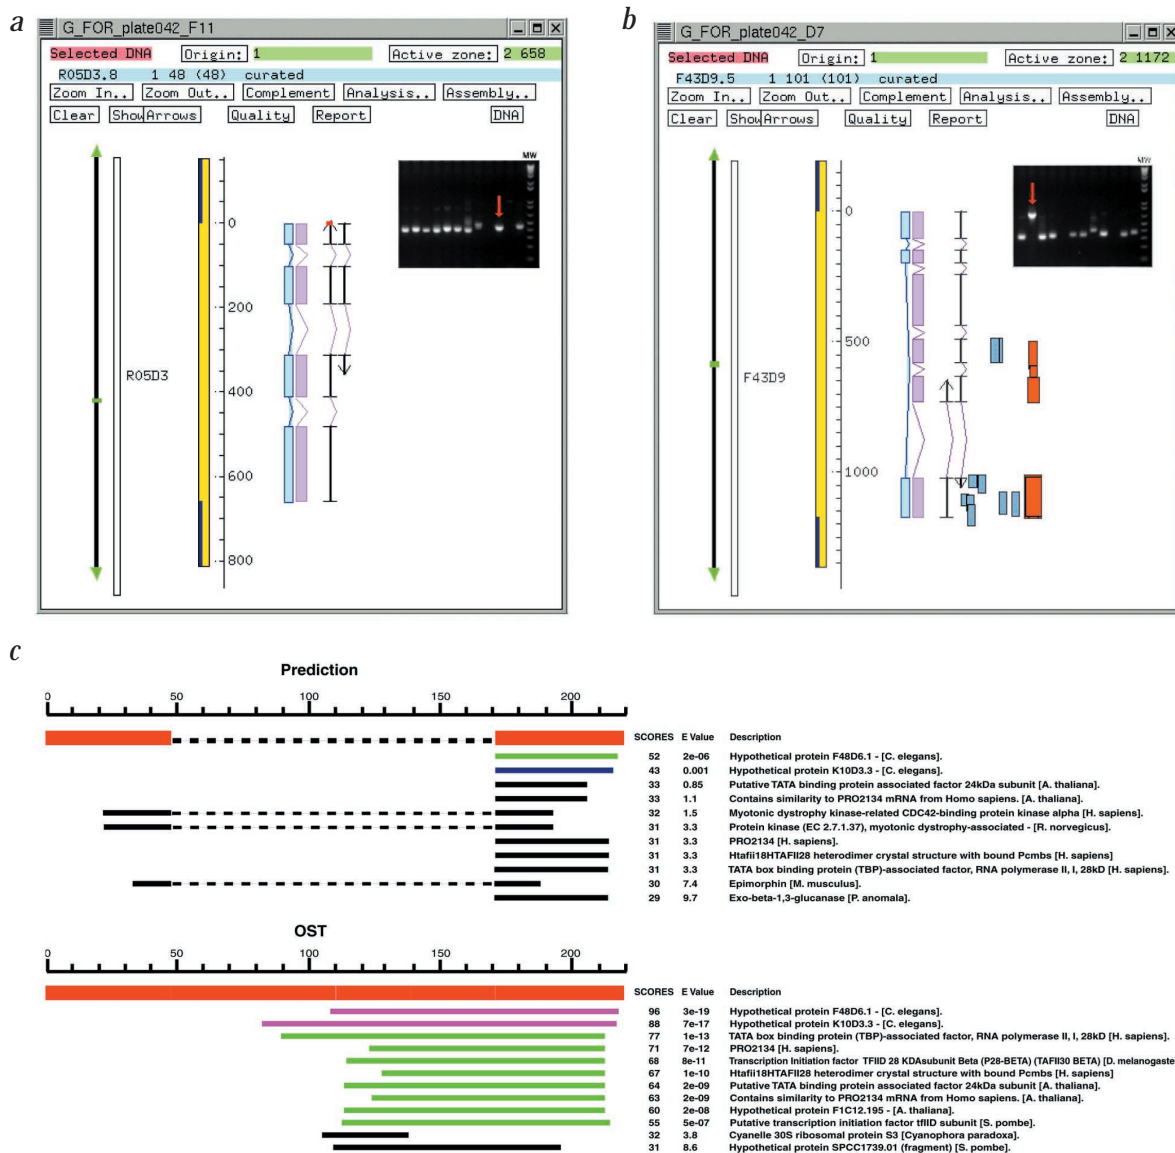 a
G_FOR_plate042_F11
Selected DNA Origin: 1 Active zone: 2 658
R05D3.8 1 48 (48) curated
Zoom In.. Zoom Out.. Complement Analysis.. Assembly..
Clear Show Arrows Quality Report DNA
MW
0
200
R05D3
400
600
800
b
G_FOR_plate042_D7
Selected DNA Origin: 1 Active zone: 2 1172
F43D9.5 1 101 (101) curated
Zoom In.. Zoom Out.. Complement Analysis.. Assembly..
Clear Show Arrows Quality Report DNA
MW
0
500
F43D9
1000
c
Prediction
0 50 100 150 200
SCORES E Value Description
52 2e-06 Hypothetical protein F48D6.1 - [C. elegans].
43 0.001 Hypothetical protein K10D3.3 - [C. elegans].
33 0.85 Putative TATA binding protein associated factor 24kDa subunit [A. thaliana].
33 1.1 Contains similarity to PRO2134 mRNA from Homo sapiens. [A. thaliana].
32 1.5 Myotonic dystrophy kinase-related CDC42-binding protein kinase alpha [H. sapiens].
31 3.3 Protein kinase (EC 2.7.1.37), myotonic dystrophy-associated - [R. norvegicus].
31 3.3 PRO2134 [H. sapiens].
31 3.3 Htafii18HTAFII28 heterodimer crystal structure with bound Pcmbs [H. sapiens]
31 3.3 TATA box binding protein (TBP)-associated factor, RNA polymerase II, I, 28kD [H. sapiens].
30 7.4 Epimorphin [M. musculus].
29 9.7 Exo-beta-1,3-glucanase [P. anomala].
OST
0 50 100 150 200
SCORES E Value Description
96 3e-19 Hypothetical protein F48D6.1 - [C. elegans].
88 7e-17 Hypothetical protein K10D3.3 - [C. elegans].
77 1e-13 TATA box binding protein (TBP)-associated factor, RNA polymerase II, I, 28kD [H. sapiens].
71 7e-12 PRO2134 [H. sapiens].
68 8e-11 Transcription Initiation factor TFIID 28 KDAsubunit Beta (P28-BETA) (TAFII30 BETA) [D. melanogaste
67 1e-10 Htafii18HTAFII28 heterodimer crystal structure with bound Pcmbs [H. sapiens]
64 2e-09 Putative TATA binding protein associated factor 24kDa subunit [A. thaliana].
63 2e-09 Contains similarity to PRO2134 mRNA from Homo sapiens. [A. thaliana].
60 2e-08 Hypothetical protein F1C12.195 - [A. thaliana].
55 5e-07 Putative transcription initiation factor tfIID subunit [S. pombe].
32 3.8 Cyanelle 30S ribosomal protein S3 [Cyanophora paradoxa].
31 8.6 Hypothetical protein SPCC1739.01 (fragment) [S. pombe].